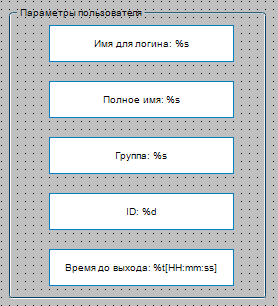 Параметры пользователя
Имя для логина: %s
Полное имя: %s
Группа: %s
ID: %d
Время до выхода: %t[HH:mm:ss]